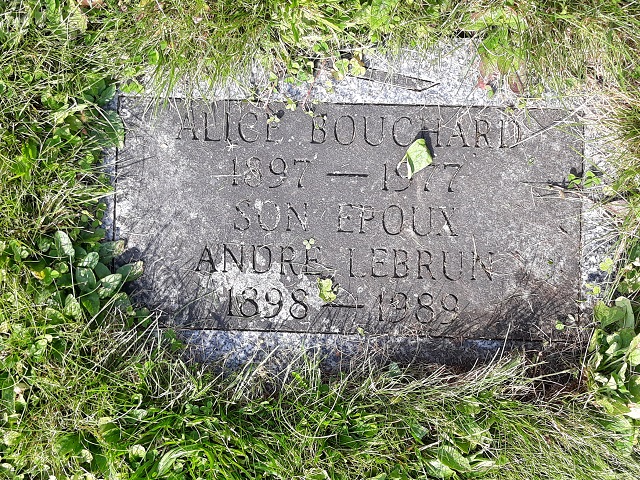 ALICE BOUCHARD
1897 — 1977
SON EPOUX
ANDRE LEBRUN
1898 — 1989